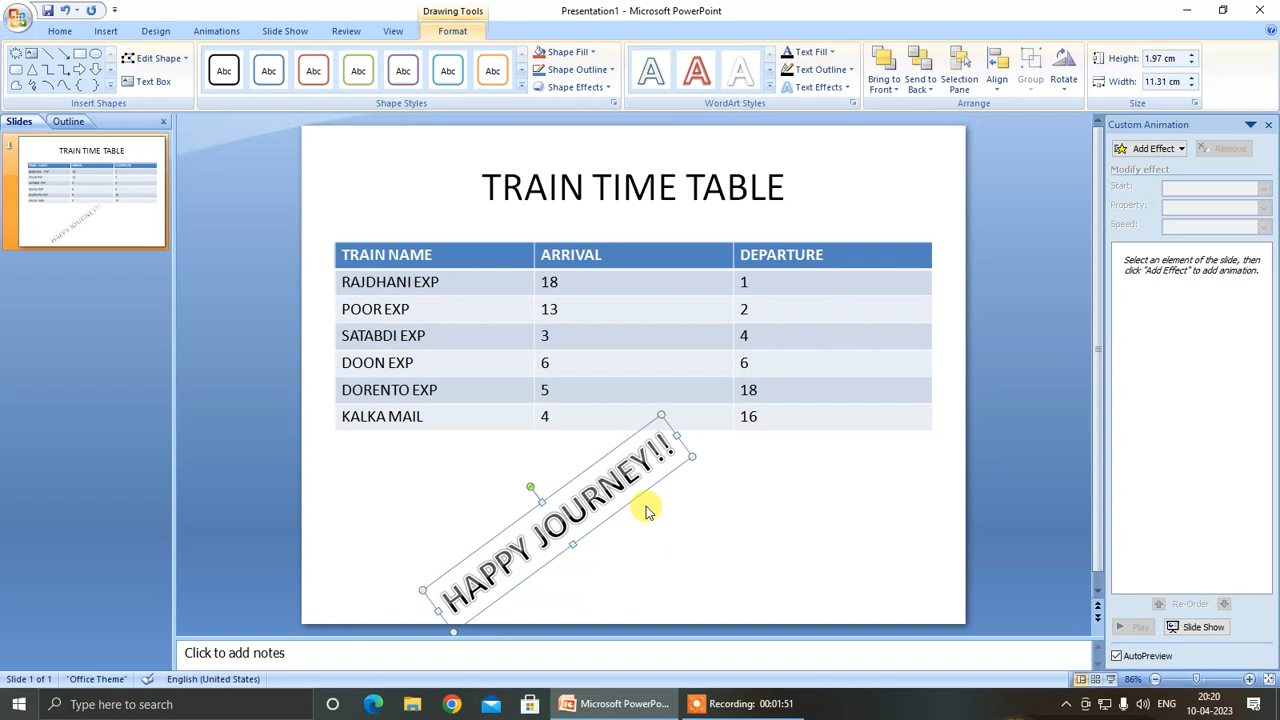 Drawing Tools
Presentation1 - Microsoft PowerPoint
Home Insert Design Animations Slide Show Review View Format
Edit Shape
Text Box
Insert Shapes
Abc Abc Abc Abc Abc Abc Abc
Shape Fill
Shape Outline
Shape Effects
Shape Styles
A A A
Text Fill
Text Outline
Text Effects
WordArt Styles
Bring to Front Send to Back Selection Pane Align Group Rotate
Arrange
Height: 1.97 cm
Width: 11.31 cm
Size
Slides Outline
1
TRAIN TIME TABLE
HAPPY JOURNEY!!
TRAIN TIME TABLE
TRAIN NAME ARRIVAL DEPARTURE
RAJDHANI EXP 18 1
POOR EXP 13 2
SATABDI EXP 3 4
DOON EXP 6 6
DORENTO EXP 5 18
KALKA MAIL 4 16
HAPPY JOURNEY!!
Click to add notes
Custom Animation
Add Effect Remove
Modify effect
Start:
Property:
Speed:
Select an element of the slide, then
click "Add Effect" to add animation.
Re-Order
Play Slide Show
AutoPreview
Slide 1 of 1 "Office Theme" English (United States) 86%
Type here to search
Microsoft PowerPo...
Recording: 00:01:51
ENG
20:20
10-04-2023